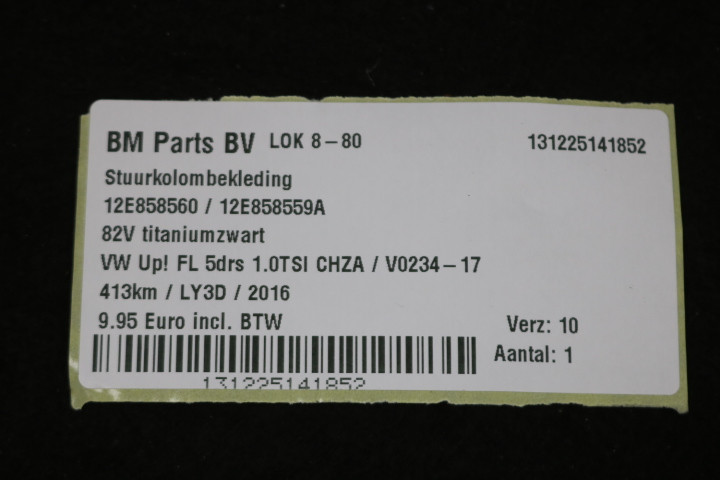 BM Parts BV LOK 8-80 131225141852
Stuurkolombekleding
12E858560 / 12E858559A
82V titaniumzwart
VW Up! FL 5drs 1.0TSI CHZA / V0234-17
413km / LY3D / 2016
9.95 Euro incl. BTW Verz: 10
Aantal: 1
131225141852